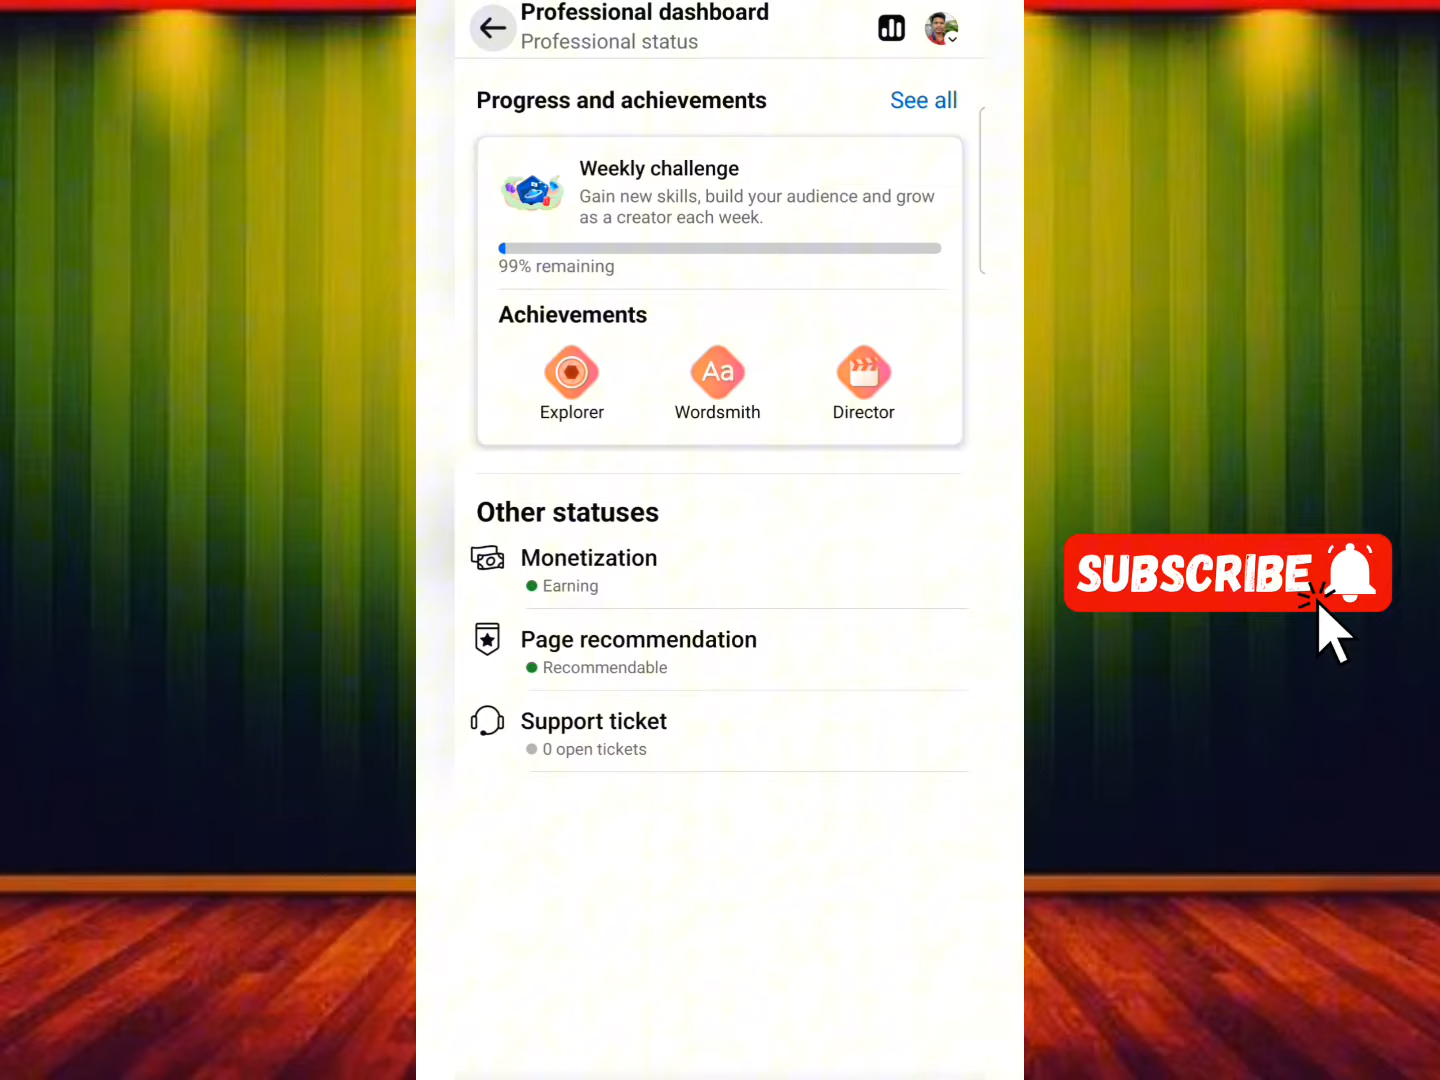 Professional dashboard
Professional status
Progress and achievements
See all
Weekly challenge
Gain new skills, build your audience and grow
as a creator each week.
99% remaining
Achievements
Aa
Explorer
Wordsmith
Director
Other statuses
Monetization
Earning
Page recommendation
Recommendable
Support ticket
0 open tickets
SUBSCRIBE